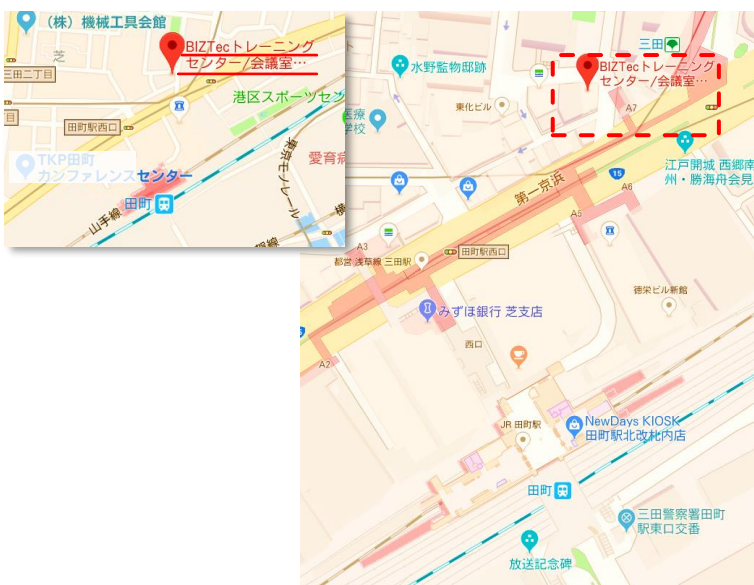 (株)機械工具会館
芝
BIZTecトレーニング
センター/会議室…
三田二丁目
港区スポーツセン
目
田町駅西口
TKP田町
カンファレンスセンター
東京モノレール
愛育病
田町
山手線
横
三田
水野監物邸跡
BIZTecトレーニング
センター/会議室…
東化ビル
A7
医療
学校
江戸開城 西郷南
州・勝海舟会見
15
第一京浜
A6
A5
A3
都営 浅草線 三田駅
田町駅西口
徳栄ビル新館
みずほ銀行 芝支店
西口
A2
JR 田町駅
NewDays KIOSK
田町駅北改札内店
田町
三田警察署田町
駅東口交番
放送記念碑